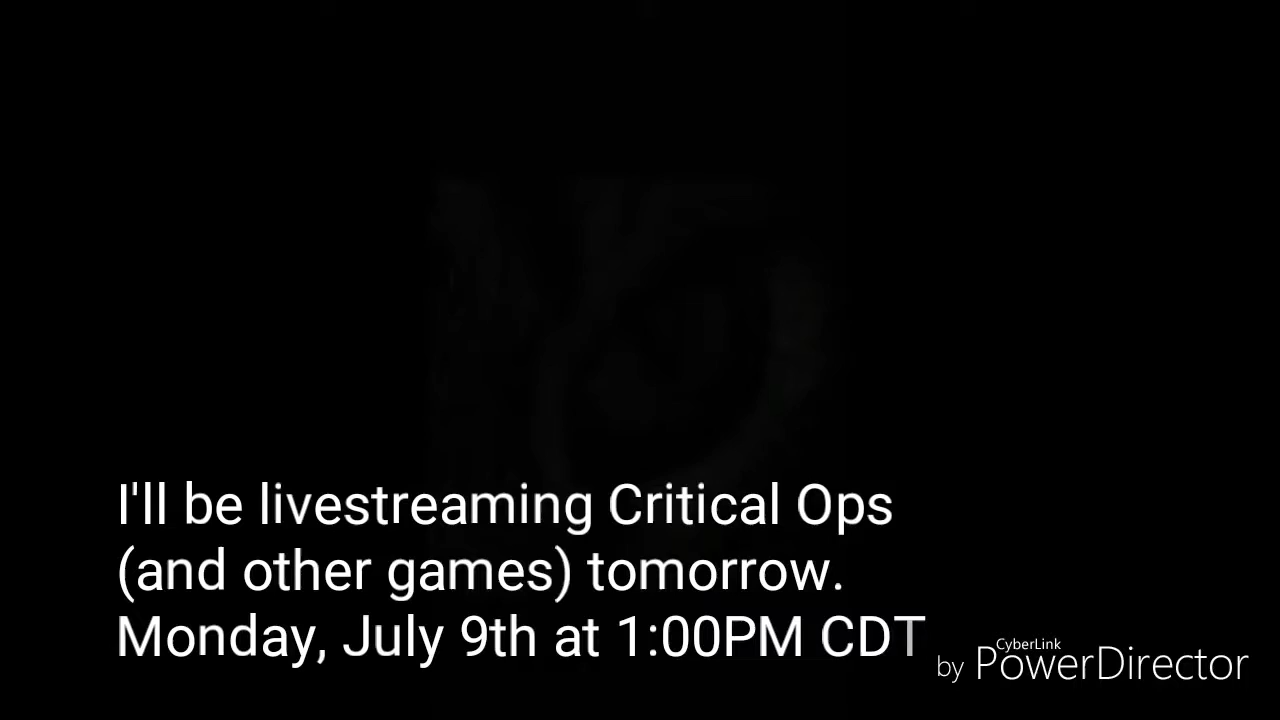 I'll be livestreaming Critical Ops
(and other games) tomorrow.
Monday, July 9th at 1:00PM CDT
by CyberLink PowerDirector